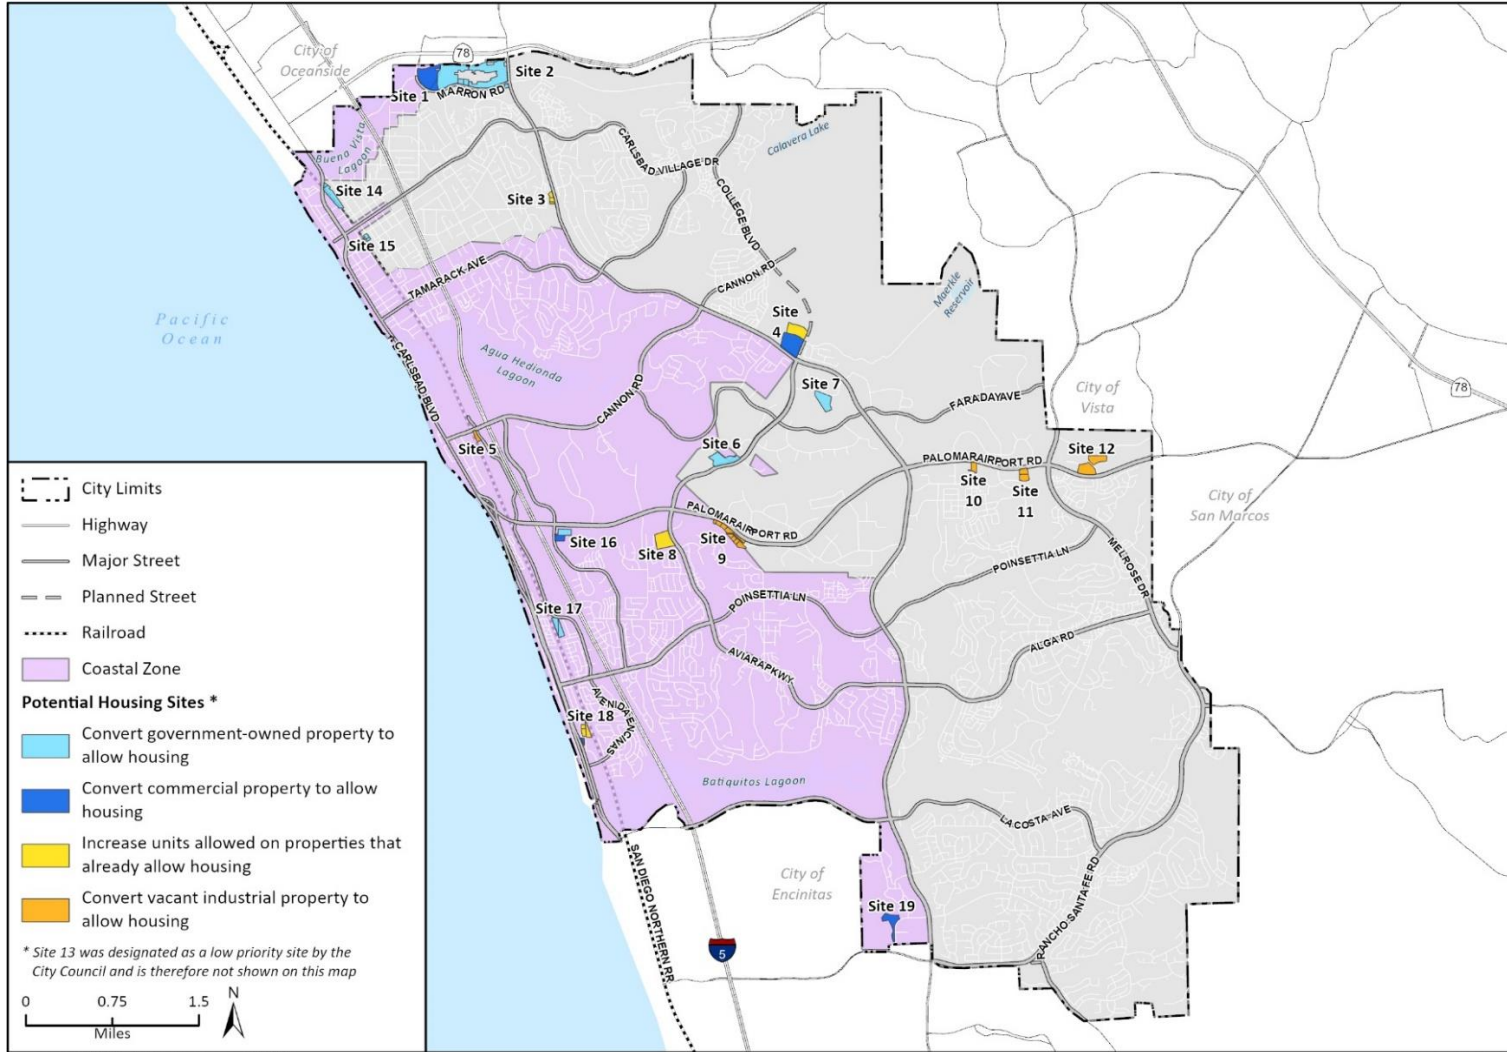 City of
Oceanside
78
Site 1
MARRON RD
Site 2
Buena Vista
Lagoon
Site 14
Site 15
Site 3
CARLSBAD VILLAGE DR
COLLEGE BLVD
Calavera Lake
TAMARACK AVE
CANNON RD
Maerkle
Reservoir
Pacific
Ocean
Site
4
Agua Hedionda
Lagoon
CARLSBAD BLVD
CANNON RD
Site 7
FARADAY AVE
City of
Vista
78
Site 5
Site 6
PALOMAR AIRPORT RD
Site
10
Site
11
Site 12
City of
San Marcos
PALOMAR AIRPORT RD
Site 16
Site 8
Site
9
POINSETTIA LN
MELROSE DR
Site 17
POINSETTIA LN
ALGA RD
AVIARA PKWY
Site 18
AVENIDA ENCINAS
Batiquitos Lagoon
LA COSTA AVE
SAN DIEGO NORTHERN RR
City of
Encinitas
Site 19
RANCHO SANTA FE RD
5
City Limits
Highway
Major Street
Planned Street
Railroad
Coastal Zone
Potential Housing Sites *
Convert government-owned property to
allow housing
Convert commercial property to allow
housing
Increase units allowed on properties that
already allow housing
Convert vacant industrial property to
allow housing
* Site 13 was designated as a low priority site by the
City Council and is therefore not shown on this map
0 0.75 1.5
Miles
N